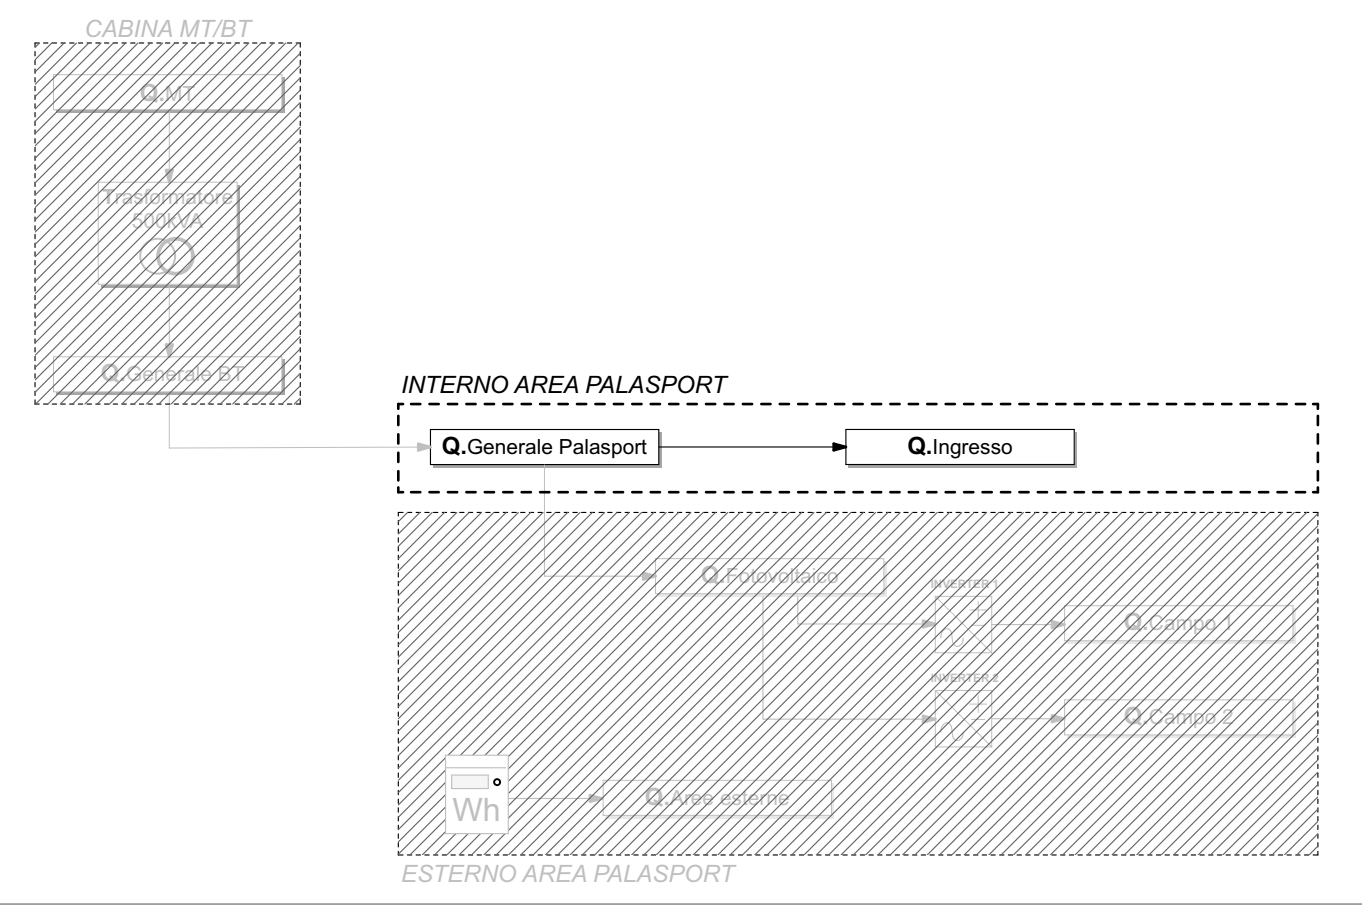 CABINA MT/BT
Q.MT
Trasformatore
500kVA
Q.Generale BT
INTERNO AREA PALASPORT
Q.Generale Palasport
Q.Ingresso
Q.Fotovoltaico
INVERTER 1
Q.Campo 1
INVERTER 2
Q.Campo 2
Wh
Q.Aree esterne
ESTERNO AREA PALASPORT